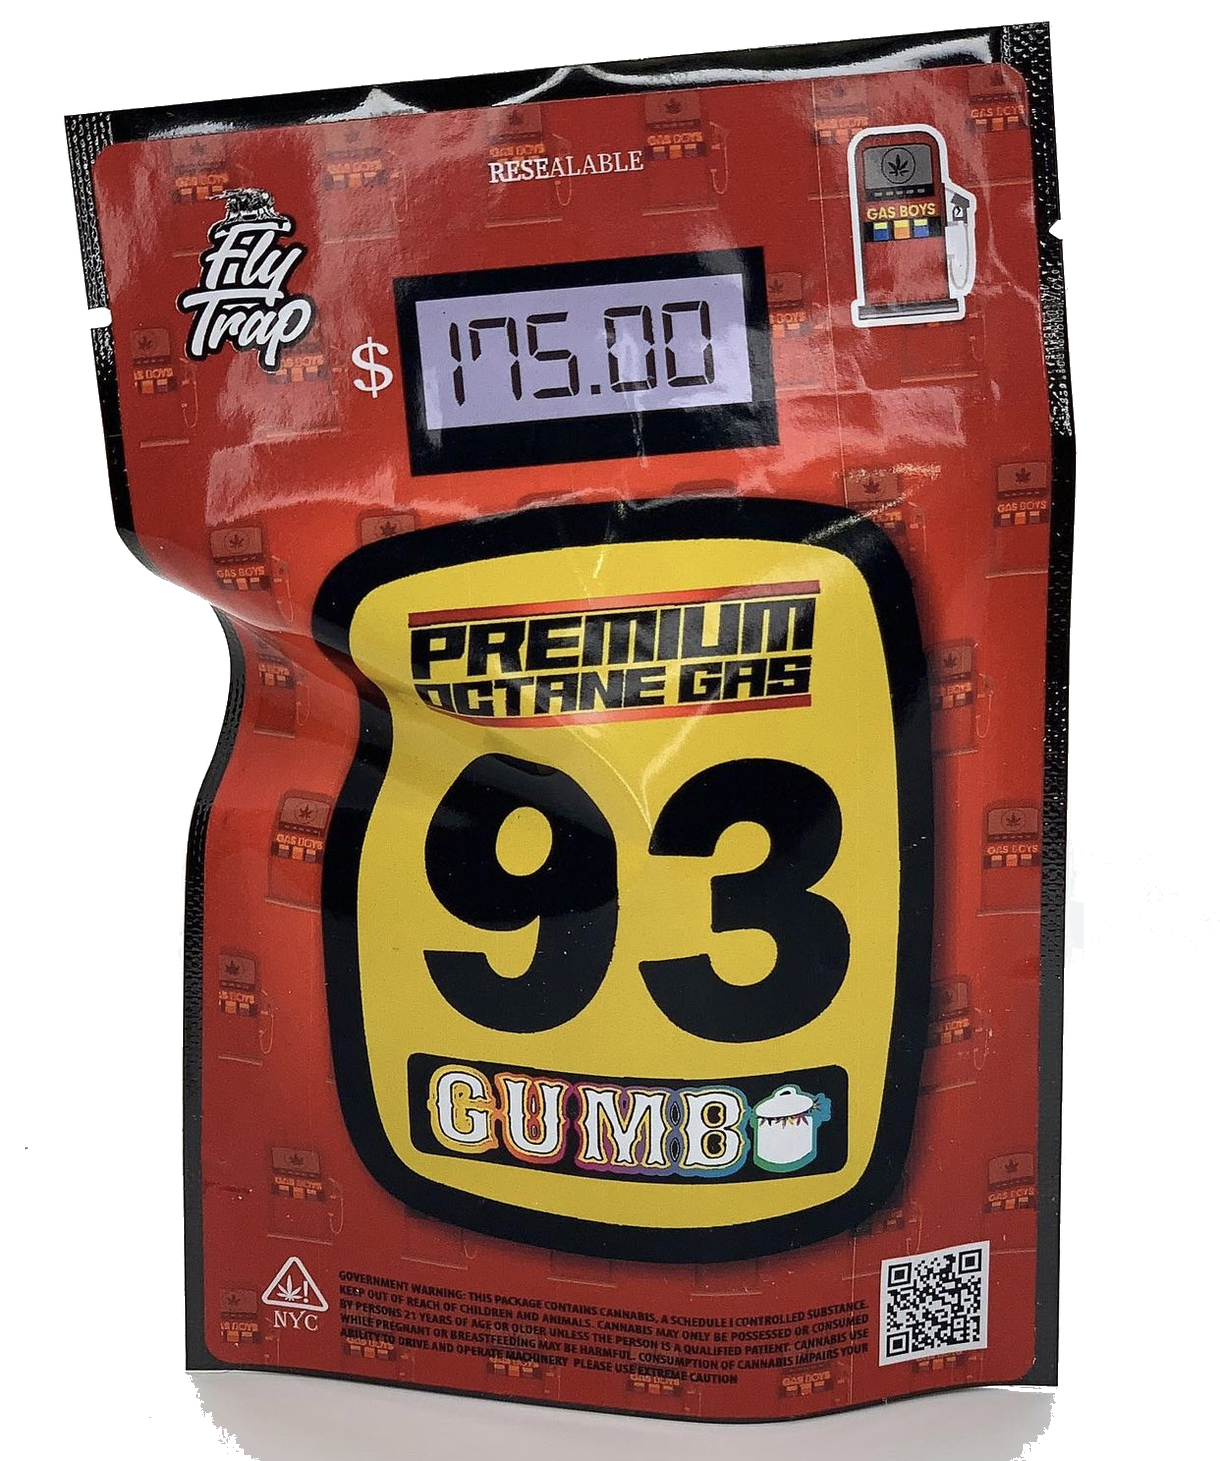 RESEALABLE
Fly
Trap
GAS BOYS
$ 175.00
PREMIUM
OCTANE GAS
93
GUMBO
NYC
GOVERNMENT WARNING: THIS PACKAGE CONTAINS CANNABIS, A SCHEDULE I CONTROLLED SUBSTANCE.
KEEP OUT OF REACH OF CHILDREN AND ANIMALS. CANNABIS MAY ONLY BE POSSESSED OR CONSUMED
BY PERSONS 21 YEARS OF AGE OR OLDER UNLESS THE PERSON IS A QUALIFIED PATIENT. CANNABIS USE
WHILE PREGNANT OR BREASTFEEDING MAY BE HARMFUL. CONSUMPTION OF CANNABIS IMPAIRS YOUR
ABILITY TO DRIVE AND OPERATE MACHINERY PLEASE USE EXTREME CAUTION